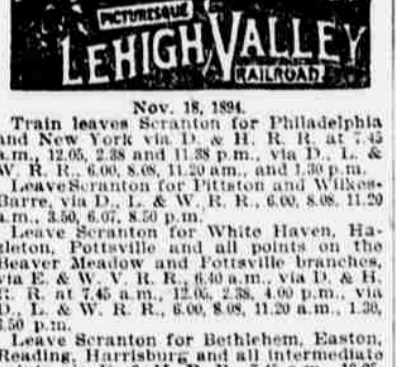 PICTURESQUE
LEHIGH VALLEY
RAILROAD
Nov. 18, 1894.
Train leaves Scranton for Philadelphia
and New York via D. & H. R. R. at 7.45
a.m., 12.05, 2.38 and 11.38 p.m., via D., L. &
W. R. R., 6.00, 8.08, 11.20 am., and 1.30 p.m.
Leave Scranton for Pittston and Wilkes-
Barre, via D., L. & W. R. R., 6.00, 8.08, 11.20
a.m., 3.50, 6.07, 8.50 p.m.
Leave Scranton for White Haven, Ha-
zleton, Pottsville and all points on the
Beaver Meadow and Pottsville branches,
via E. & W. V. R. R., 6.40 a.m., via D. & H.
R. R. at 7.45 a.m., 12.05, 2.38, 4.00 p.m., via
D., L. & W. R. R., 6.00, 8.08, 11.20 a.m., 1.30,
3.50 p.m.
Leave Scranton for Bethlehem, Easton,
Reading, Harrisburg and all intermediate